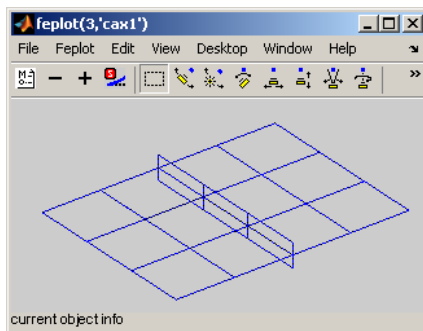 feplot(3,'cax1')
File Feplot Edit View Desktop Window Help
current object info